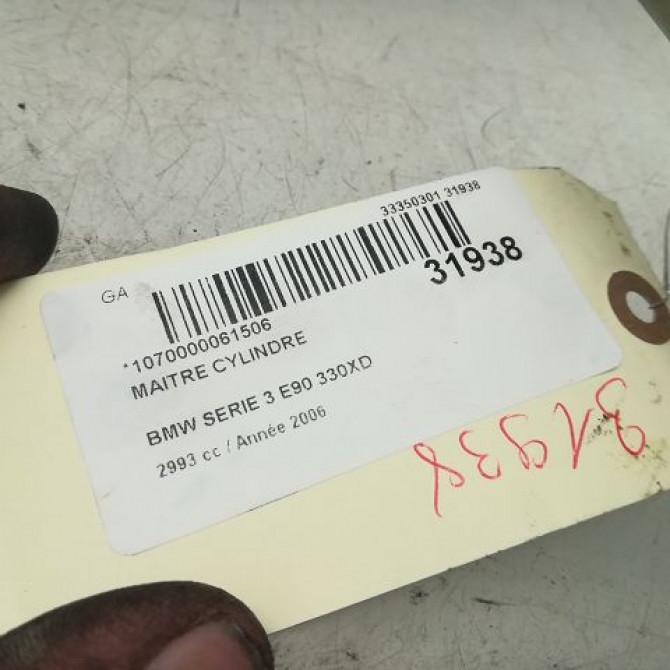 33350301 31938
GA
31938
*1070000061506
MAITRE CYLINDRE
BMW SERIE 3 E90 330XD
2993 cc / Année 2006
31938